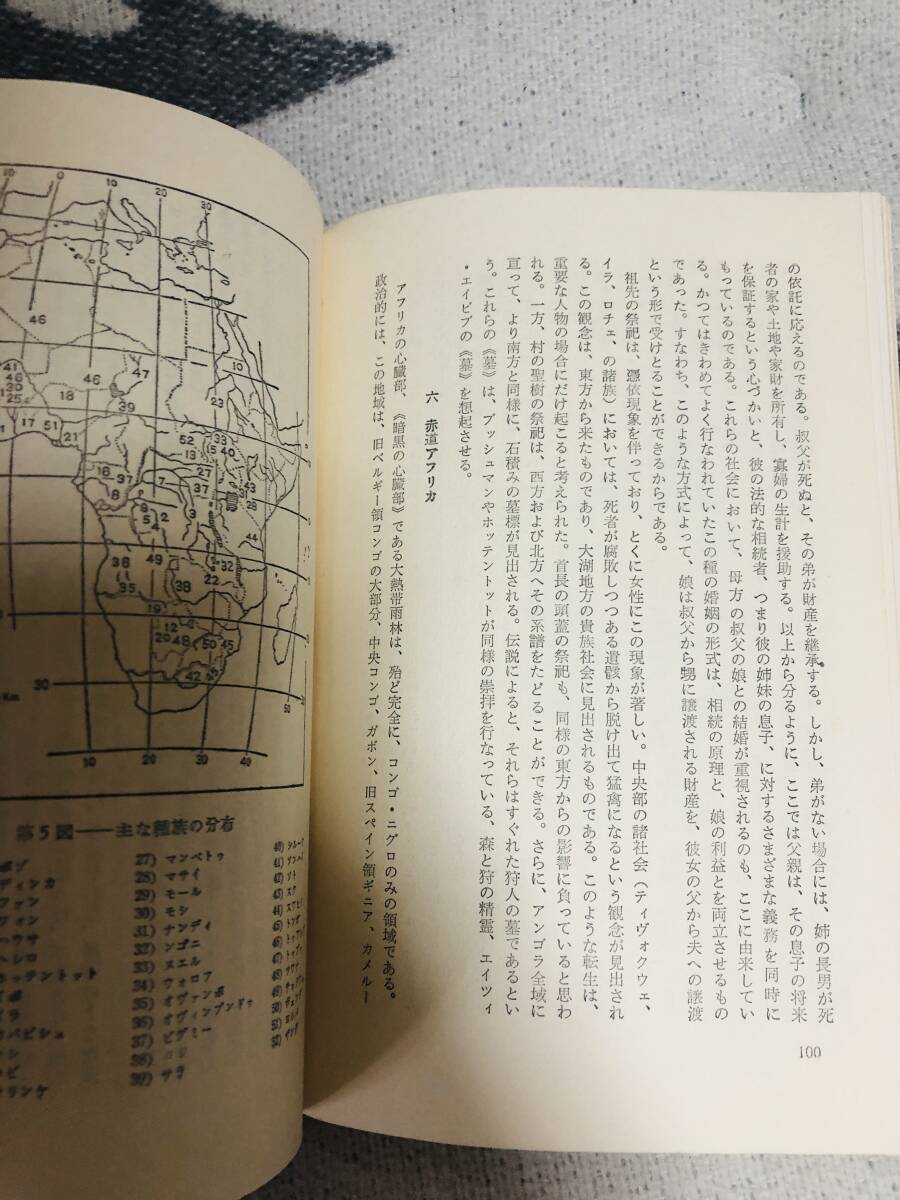 の依託に応えるのである。叔父が死ぬと、その弟が財産を継承する。しかし、弟がない場合には、姉の長男が死
者の家や土地や家財を所有し、寡婦の生計を援助する。以上から分るように、ここでは父親は、その息子の将来
を保証するという心づかいと、彼の法的な相続者、つまり彼の姉妹の息子、に対するさまざまな義務を同時に
もっているのである。これらの社会において、母方の叔父の娘との結婚が重視されるのも、ここに由来してい
る。かつてはきわめてよく行なわれていたこの種の婚姻の形式は、相続の原理と、娘の利益とを両立させるもの
であった。すなわち、このような方式によって、娘は叔父から甥に譲渡される財産を、彼女の父から夫への譲渡
という形で受けとることができるからである。
祖先の祭祀は、憑依現象を伴っており、とくに女性にこの現象が著しい。中央部の諸社会（ティヴォクウェ、
イラ、ロチェ、の諸族）においては、死者が腐敗しつつある遺骸から脱け出て猛禽になるという観念が見出され
る。この観念は、東方から来たものであり、大湖地方の貴族社会に見出されるものである。このような転生は、
重要な人物の場合にだけ起こると考えられた。首長の頭蓋の祭祀も、同様の東方からの影響に負っていると思わ
れる。一方、村の聖樹の祭祀は、西方および北方へその系譜をたどることができる。さらに、アンゴラ全域に
亘って、より南方と同様に、石積みの墓標が見出される。伝説によると、それらはすぐれた狩人の墓であるとい
う。これらの《墓》は、ブッシュマンやホッテントットが同様の崇拝を行なっている、森と狩の精霊、エイツィ
・エイビブの《墓》を想起させる。
六　赤道アフリカ
アフリカの心臓部、《暗黒の心臓部》である大熱帯雨林は、殆ど完全に、コンゴ・ニグロのみの領域である。
政治的には、この地域は、旧ベルギー領コンゴの大部分、中央コンゴ、ガボン、旧スペイン領ギニア、カメルー
100
第5図――主な種族の分布
ディンカ
ファン
フィン
ハウサ
ヘレロ
ホッテントット
27) マンベトゥ
28) マサイ
29) モール
30) モシ
31) ナンディ
32) ンゴニ
33) ヌエル
34) ウォロフ
35) オヴァンボ
36) オヴィンブンドゥ
37) ピグミー
39) サラ